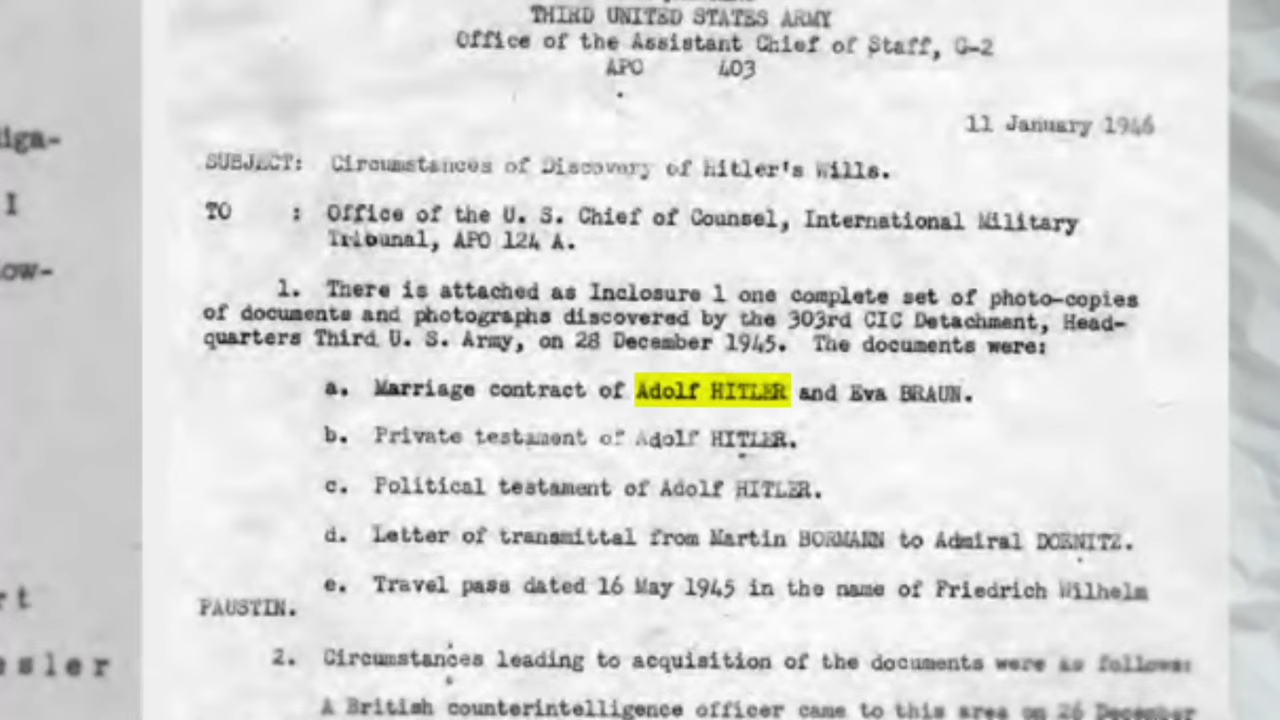 THIRD UNITED STATES ARMY
Office of the Assistant Chief of Staff, G-2
APO 403
11 January 1946
SUBJECT: Circumstances of Discovery of Hitler's Wills.
TO : Office of the U. S. Chief of Counsel, International Military
Tribunal, APO 124 A.
1. There is attached as Inclosure 1 one complete set of photo-copies
of documents and photographs discovered by the 303rd CIC Detachment, Head-
quarters Third U. S. Army, on 28 December 1945. The documents were:
a. Marriage contract of Adolf HITLER and Eva BRAUN.
b. Private testament of Adolf HITLER.
c. Political testament of Adolf HITLER.
d. Letter of transmittal from Martin BORMANN to Admiral DOENITZ.
e. Travel pass dated 16 May 1945 in the name of Friedrich Wilhelm
PAUSTIN.
2. Circumstances leading to acquisition of the documents were as follows:
A British counterintelligence officer came to this area on 26 December